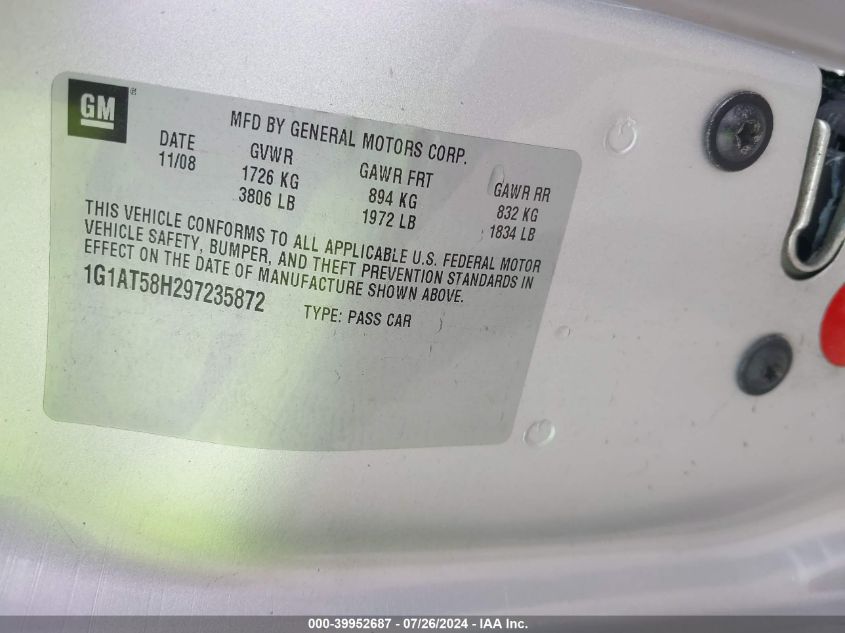 GM ®
MFD BY GENERAL MOTORS CORP.
DATE GVWR GAWR FRT GAWR RR
11/08 1726 KG 894 KG 832 KG
3806 LB 1972 LB 1834 LB
THIS VEHICLE CONFORMS TO ALL APPLICABLE U.S. FEDERAL MOTOR
VEHICLE SAFETY, BUMPER, AND THEFT PREVENTION STANDARDS IN
EFFECT ON THE DATE OF MANUFACTURE SHOWN ABOVE.
1G1AT58H297235872 TYPE: PASS CAR
000-39952687 - 07/26/2024 - IAA Inc.